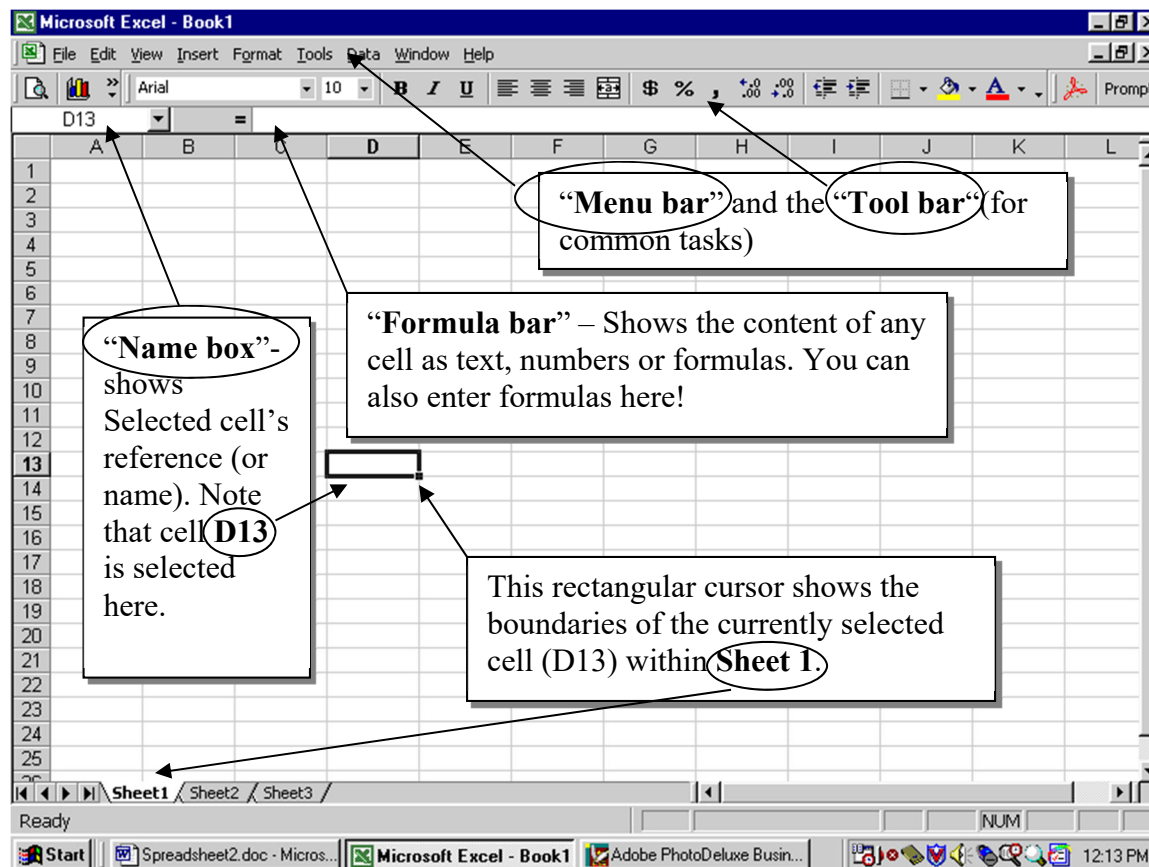 Microsoft Excel - Book1
File Edit View Insert Format Tools Data Window Help
Arial 10 B I U $ % , .00 .00 A Promp
D13 =
A B C D E F G H I J K L
1
2
3
4
5
6
7
8
9
10
11
12
13
14
15
16
17
18
19
20
21
22
23
24
25
“Menu bar” and the “Tool bar“(for
common tasks)
“Formula bar” – Shows the content of any
cell as text, numbers or formulas. You can
also enter formulas here!
“Name box”-
shows
Selected cell’s
reference (or
name). Note
that cell D13
is selected
here.
This rectangular cursor shows the
boundaries of the currently selected
cell (D13) within Sheet 1.
Sheet1 Sheet2 Sheet3
Ready NUM
Start Spreadsheet2.doc - Micros... Microsoft Excel - Book1 Adobe PhotoDeluxe Busin... 12:13 PM